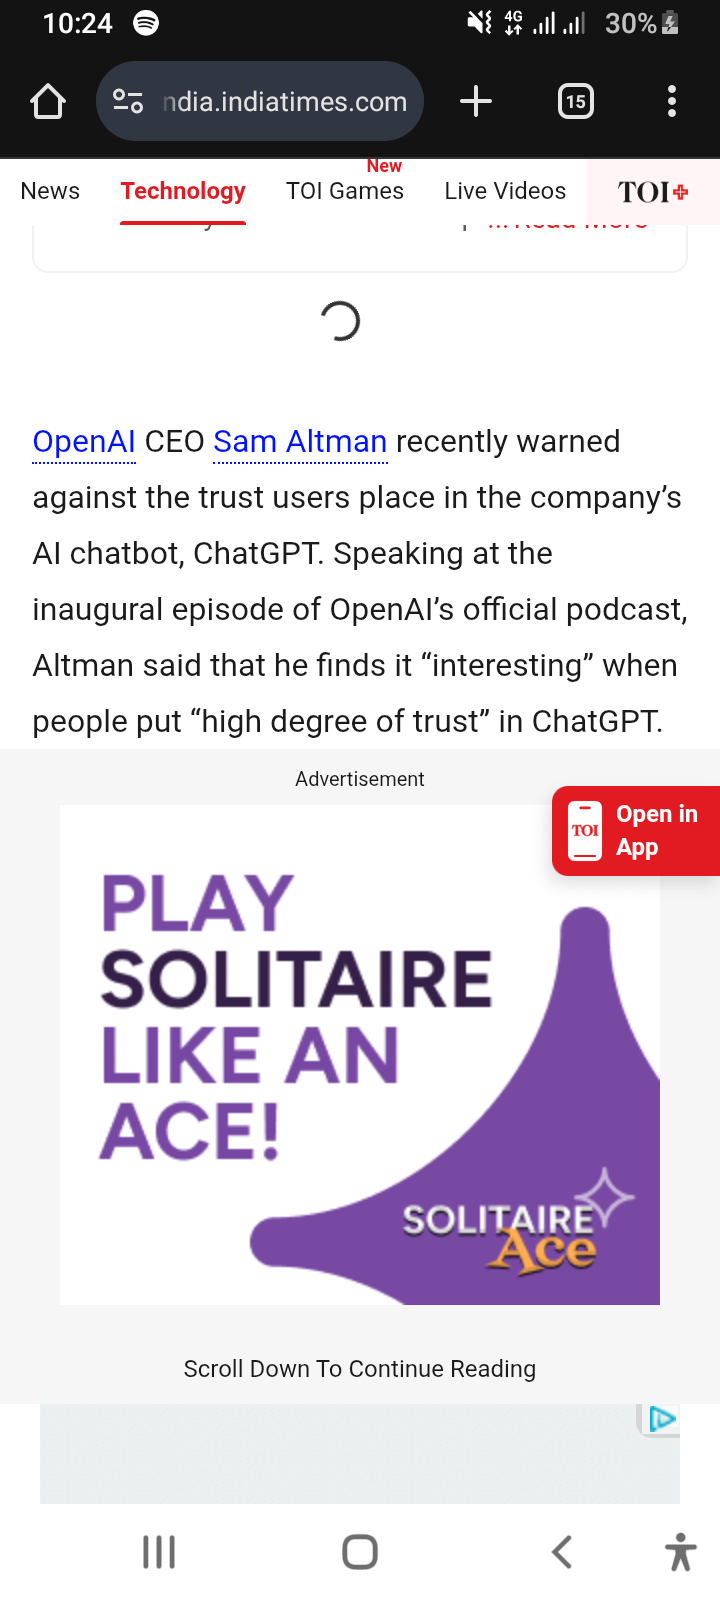 10:24
4G
30%
ndia.indiatimes.com
15
New
News Technology TOI Games Live Videos TOI+
... Read More
OpenAI CEO Sam Altman recently warned
against the trust users place in the company’s
AI chatbot, ChatGPT. Speaking at the
inaugural episode of OpenAI’s official podcast,
Altman said that he finds it “interesting” when
people put “high degree of trust” in ChatGPT.
Advertisement
TOI
Open in
App
PLAY
SOLITAIRE
LIKE AN
ACE!
SOLITAIRE
Ace
Scroll Down To Continue Reading